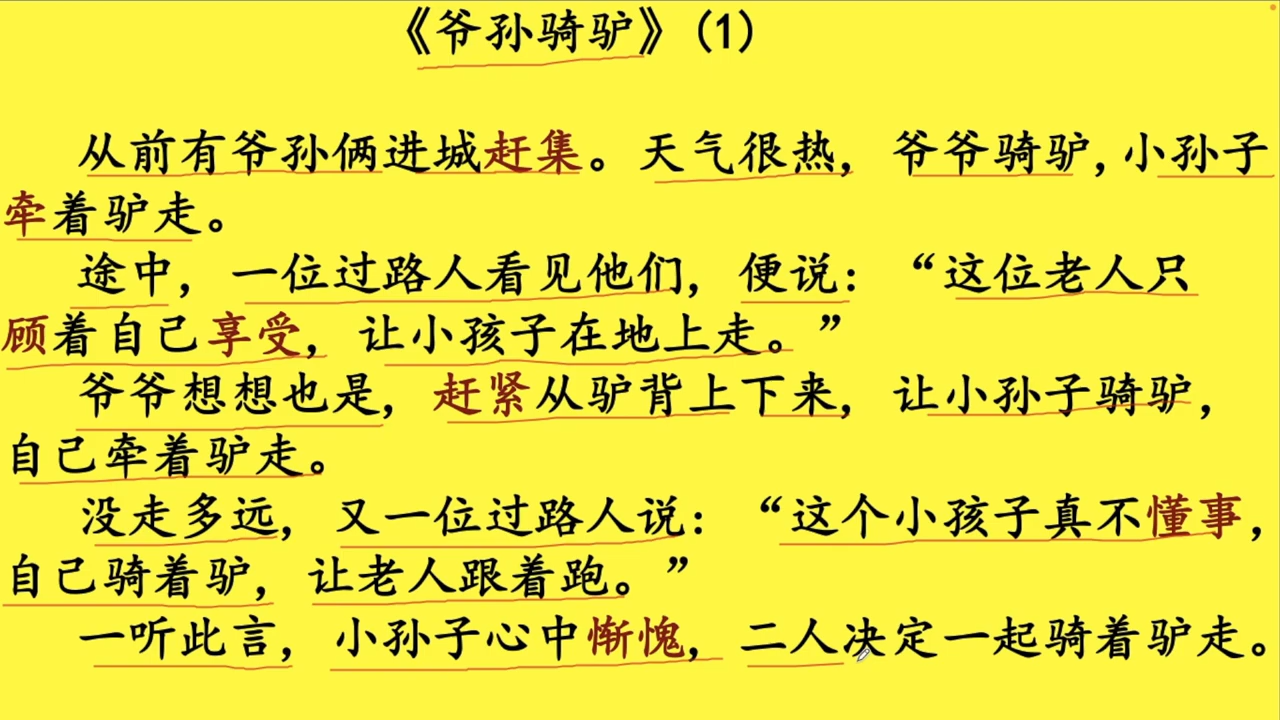 《爷孙骑驴》(1)
从前有爷孙俩进城赶集。天气很热，爷爷骑驴，小孙子
牵着驴走。
途中，一位过路人看见他们，便说：“这位老人只
顾着自己享受，让小孩子在地上走。”
爷爷想想也是，赶紧从驴背上下来，让小孙子骑驴，
自己牵着驴走。
没走多远，又一位过路人说：“这个小孩子真不懂事，
自己骑着驴，让老人跟着跑。”
一听此言，小孙子心中惭愧，二人决定一起骑着驴走。